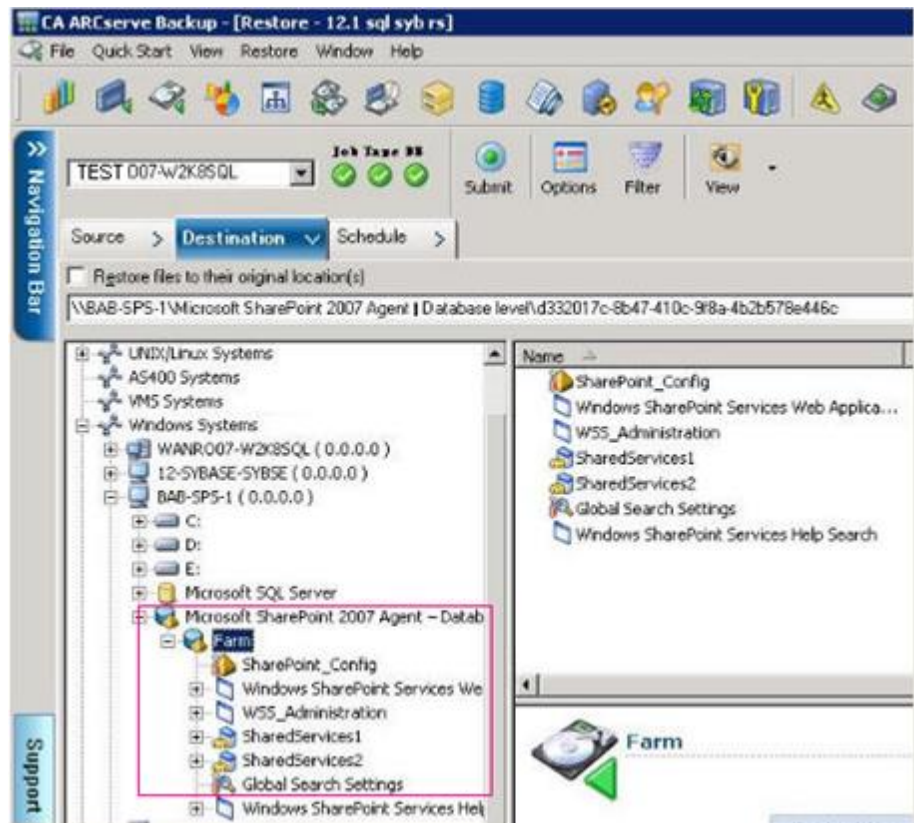 CA ARCserve Backup - [Restore - 12.1 sql syb rs]
File Quick Start View Restore Window Help
Navigation Bar
TEST 007-W2K8SQL
Job Tape DB
Submit Options Filter View
Source > Destination Schedule >
Restore files to their original location(s)
\\BAB-SPS-1\Microsoft SharePoint 2007 Agent | Database level\d332017c-8b47-410c-9f8a-4b2b578e446c
UNIX/Linux Systems
AS400 Systems
VMS Systems
Windows Systems
WANRO07-W2K8SQL ( 0.0.0.0 )
12-SYBASE-SYBSE ( 0.0.0.0 )
BAB-SPS-1 ( 0.0.0.0 )
C:
D:
E:
Microsoft SQL Server
Microsoft SharePoint 2007 Agent – Datab
Farm
SharePoint_Config
Windows SharePoint Services We
WSS_Administration
SharedServices1
SharedServices2
Global Search Settings
Windows SharePoint Services Hel
Name
SharePoint_Config
Windows SharePoint Services Web Applica...
WSS_Administration
SharedServices1
SharedServices2
Global Search Settings
Windows SharePoint Services Help Search
Farm
Support